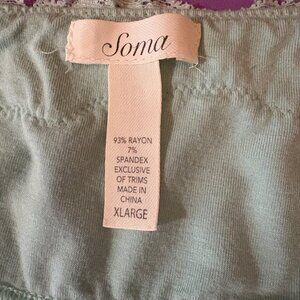 Soma
93% RAYON
7%
SPANDEX
EXCLUSIVE
OF TRIMS
MADE IN
CHINA
XLARGE